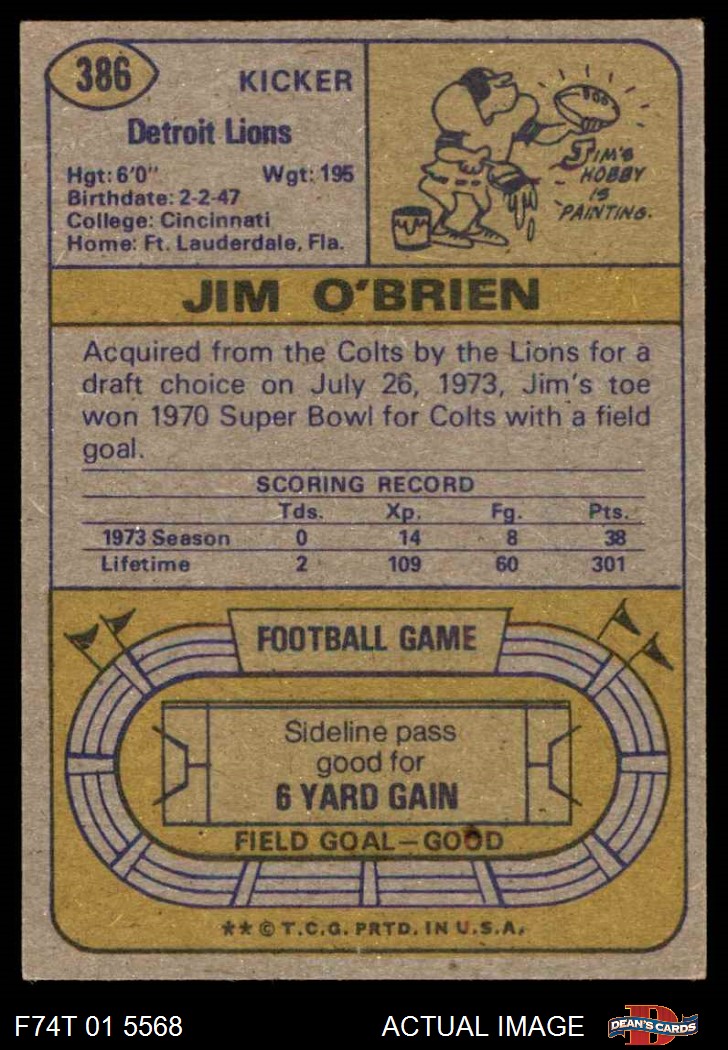 386
KICKER
Detroit Lions
Hgt: 6'0" Wgt: 195
Birthdate: 2-2-47
College: Cincinnati
Home: Ft. Lauderdale, Fla.
JIM'S
HOBBY
IS
PAINTING.
JIM O'BRIEN
Acquired from the Colts by the Lions for a
draft choice on July 26, 1973, Jim's toe
won 1970 Super Bowl for Colts with a field
goal.
SCORING RECORD
Tds. Xp. Fg. Pts.
1973 Season 0 14 8 38
Lifetime 2 109 60 301
FOOTBALL GAME
Sideline pass
good for
6 YARD GAIN
FIELD GOAL—GOOD
** © T.C.G. PRTD. IN U.S.A.
F74T 01 5568
ACTUAL IMAGE
D
DEAN'S CARDS